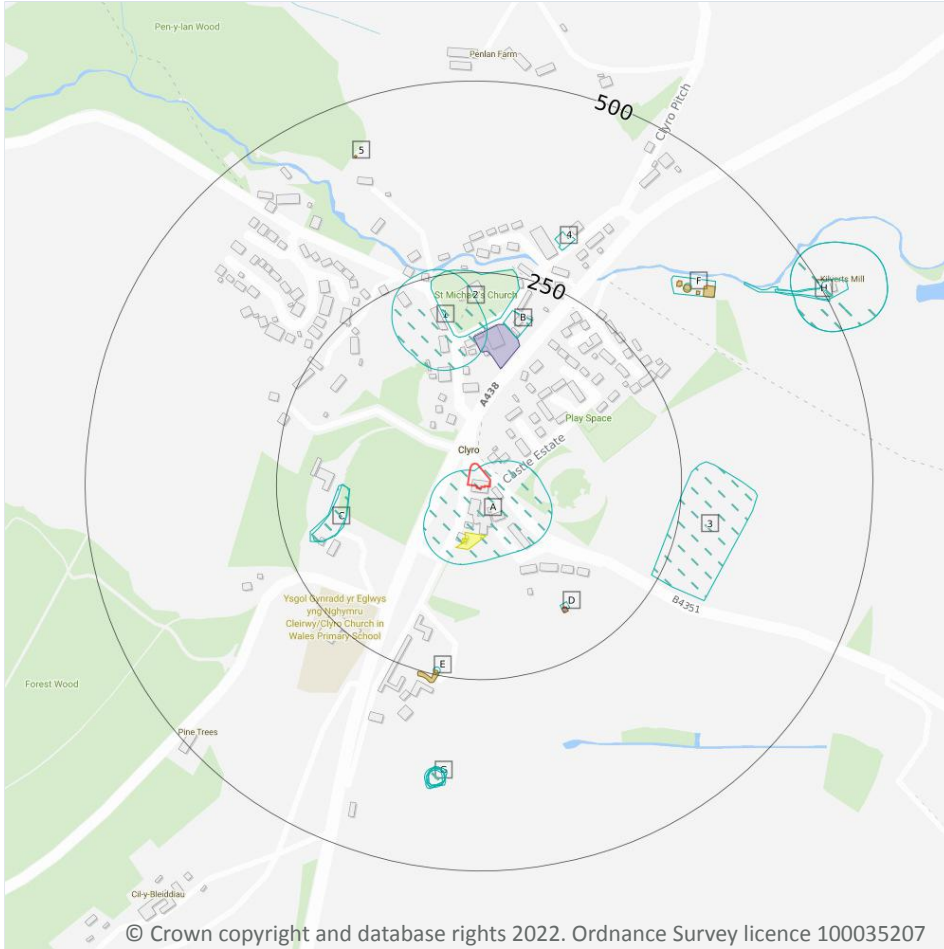 Pen-y-lan Wood
Penlan Farm
500
Clyro Pitch
5
4
250
F
Kilverts Mill
H
2
St Michael's Church
1
B
A438
Play Space
Clyro
Castle Estate
A
C
3
D
B4351
Ysgol Gynradd yr Eglwys
yng Nghymru
Cleirwy/Clyro Church in
Wales Primary School
E
Forest Wood
Pine Trees
G
Cil-y-Bleiddiau
© Crown copyright and database rights 2022. Ordnance Survey licence 100035207